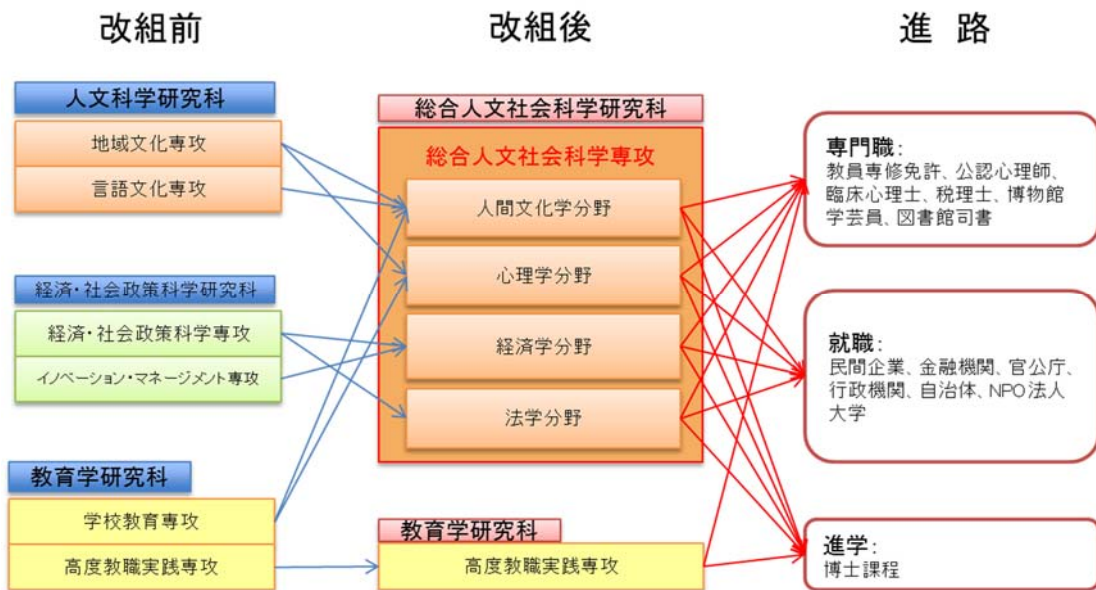 改組前
改組後
進 路
人文科学研究科
地域文化専攻
言語文化専攻
経済・社会政策科学研究科
経済・社会政策科学専攻
イノベーション・マネージメント専攻
教育学研究科
学校教育専攻
高度教職実践専攻
総合人文社会科学研究科
総合人文社会科学専攻
人間文化学分野
心理学分野
経済学分野
法学分野
教育学研究科
高度教職実践専攻
専門職:
教員専修免許、公認心理師、
臨床心理士、税理士、博物館
学芸員、図書館司書
就職:
民間企業、金融機関、官公庁、
行政機関、自治体、NPO法人
大学
進学:
博士課程